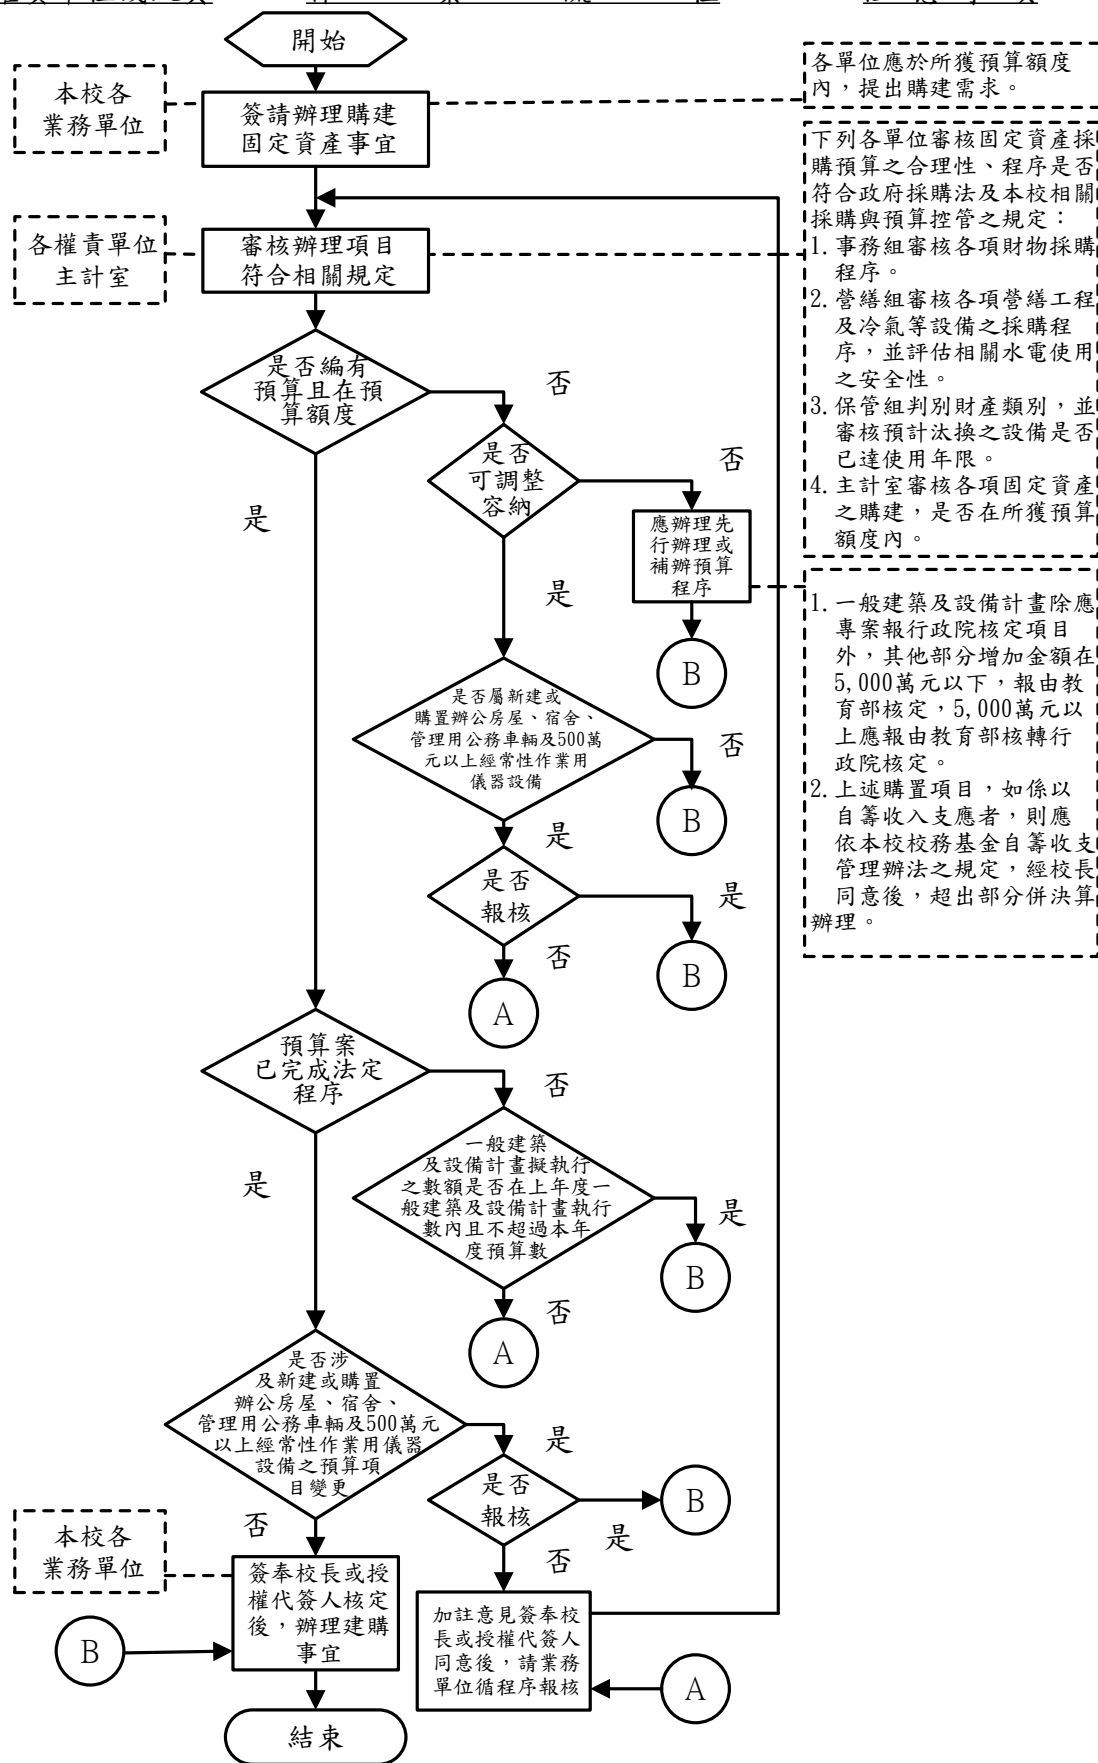 開始
本校各
業務單位
簽請辦理購建
固定資產事宜
各單位應於所獲預算額度
內，提出購建需求。
各權責單位
主計室
審核辦理項目
符合相關規定
下列各單位審核固定資產採
購預算之合理性、程序是否
符合政府採購法及本校相關
採購與預算控管之規定：
1.事務組審核各項財物採購
程序。
2.營繕組審核各項營繕工程
及冷氣等設備之採購程
序，並評估相關水電使用
之安全性。
3.保管組判別財產類別，並
審核預計汰換之設備是否
已達使用年限。
4.主計室審核各項固定資產
之購建，是否在所獲預算
額度內。
是否編有
預算且在預
算額度
否
是
是否
可調整
容納
否
是
應辦理先
行辦理或
補辦預算
程序
B
1.一般建築及設備計畫除應
專案報行政院核定項目
外，其他部分增加金額在
5,000萬元以下，報由教
育部核定，5,000萬元以
上應報由教育部核轉行
政院核定。
2.上述購置項目，如係以
自籌收入支應者，則應
依本校校務基金自籌收支
管理辦法之規定，經校長
同意後，超出部分併決算
辦理。
是否屬新建或
購置辦公房屋、宿舍、
管理用公務車輛及500萬
元以上經常性作業用
儀器設備
否
B
是
是否
報核
是
B
否
A
預算案
已完成法定
程序
否
是
一般建築
及設備計畫擬執行
之數額是否在上年度一
般建築及設備計畫執行
數內且不超過本年
度預算數
是
B
否
A
是否涉
及新建或購置
辦公房屋、宿舍、
管理用公務車輛及500萬元
以上經常性作業用儀器
設備之預算項
目變更
是
否
是否
報核
B
是
否
本校各
業務單位
簽奉校長或授
權代簽人核定
後，辦理建購
事宜
B
加註意見簽奉校
長或授權代簽人
同意後，請業務
單位循程序報核
A
結束